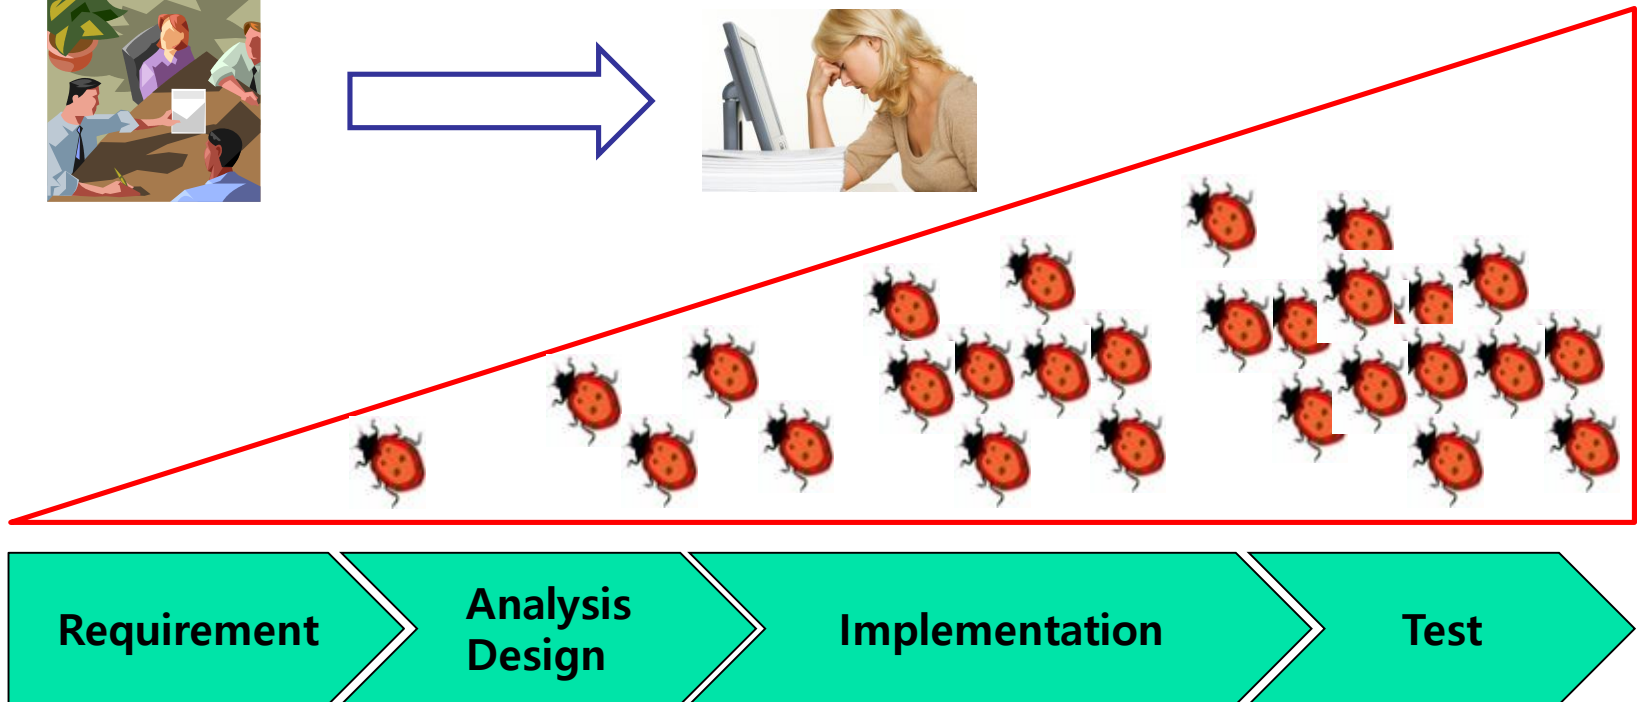 Requirement
Analysis
Design
Implementation
Test